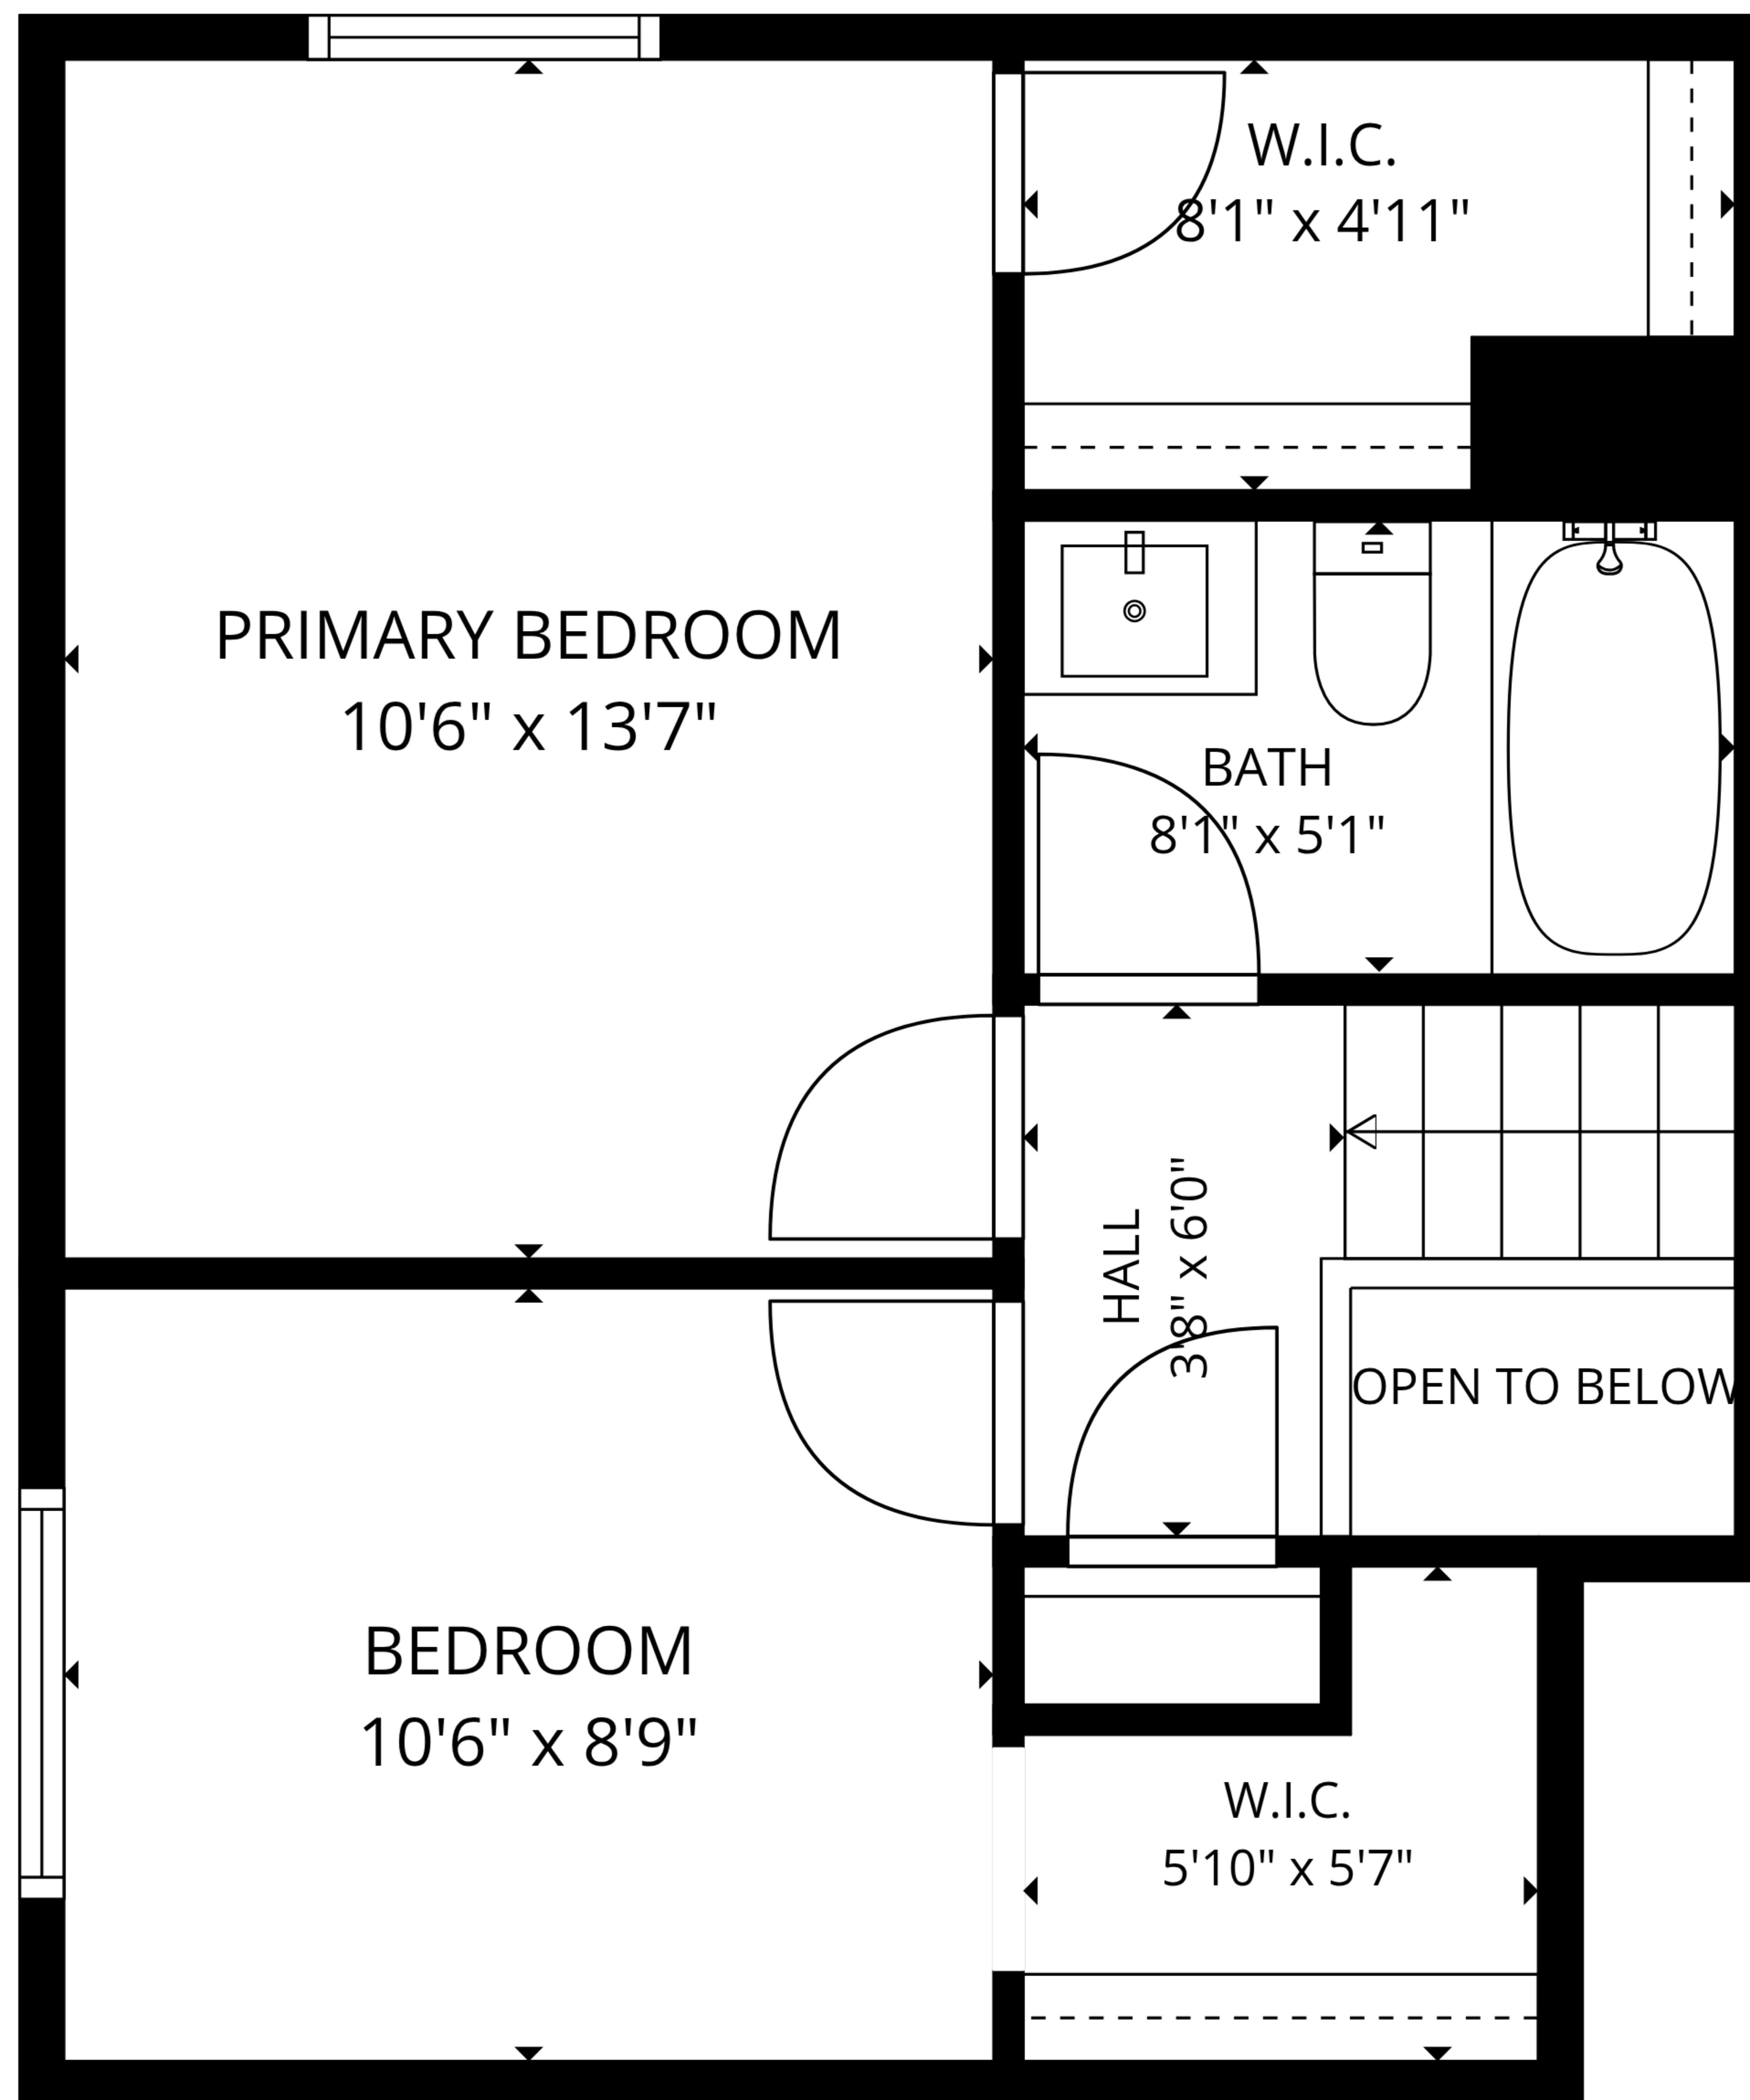 W.I.C.
8'1" x 4'11"
PRIMARY BEDROOM
10'6" x 13'7"
BATH
8'1" x 5'1"
HALL
3'8" x 6'0"
OPEN TO BELOW
BEDROOM
10'6" x 8'9"
W.I.C.
5'10" x 5'7"